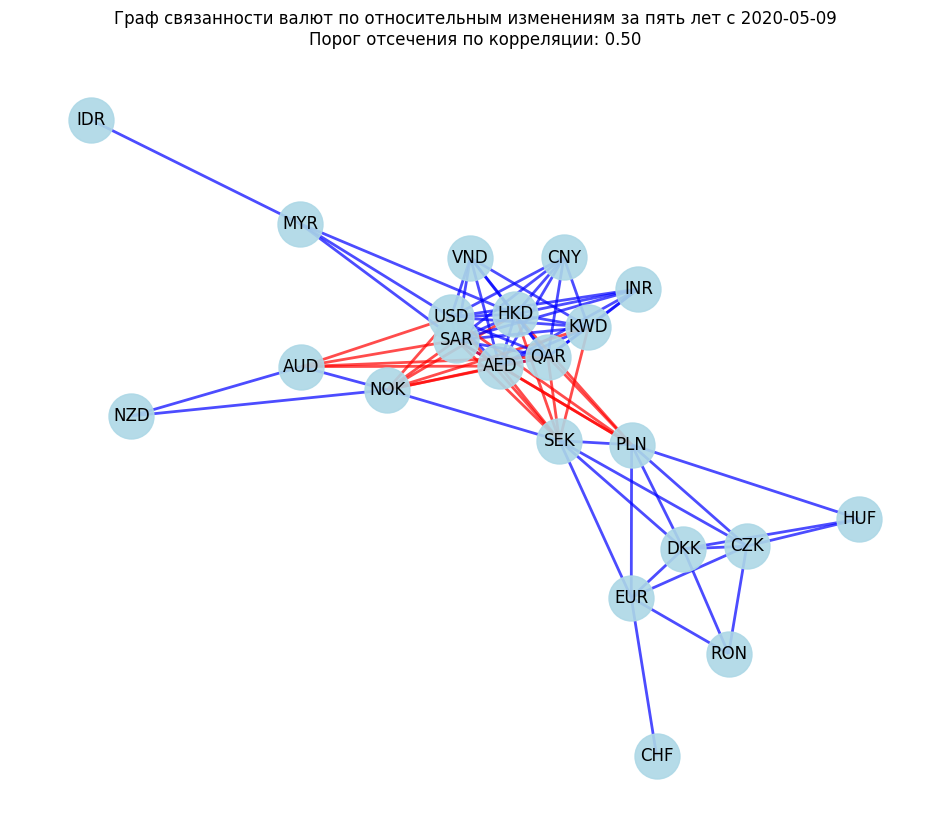 Граф связанности валют по относительным изменениям за пять лет с 2020-05-09
Порог отсечения по корреляции: 0.50
IDR
MYR
VND
CNY
INR
USD
HKD
KWD
SAR
QAR
AED
AUD
NOK
NZD
SEK
PLN
HUF
DKK
CZK
EUR
RON
CHF